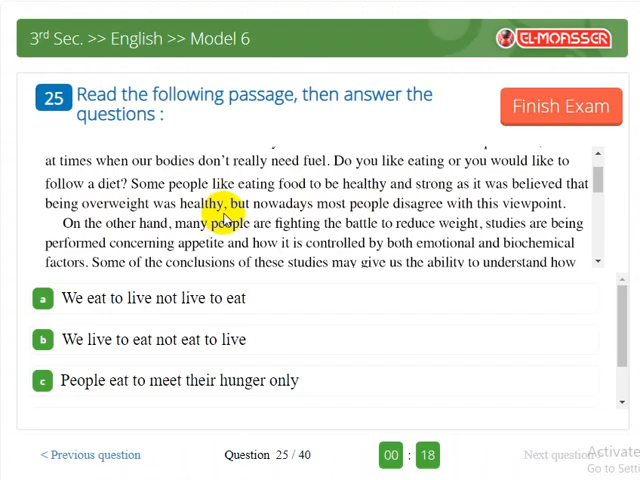 3rd Sec. >> English >> Model 6
EL-MOASSER
25 Read the following passage, then answer the
questions :
Finish Exam
at times when our bodies don't really need fuel. Do you like eating or you would like to
follow a diet? Some people like eating food to be healthy and strong as it was believed that
being overweight was healthy, but nowadays most people disagree with this viewpoint.
On the other hand, many people are fighting the battle to reduce weight, studies are being
performed concerning appetite and how it is controlled by both emotional and biochemical
factors. Some of the conclusions of these studies may give us the ability to understand how
a We eat to live not live to eat
b We live to eat not eat to live
c People eat to meet their hunger only
< Previous question
Question 25 / 40
00 : 18
Next question >
Activate
Go to Setti